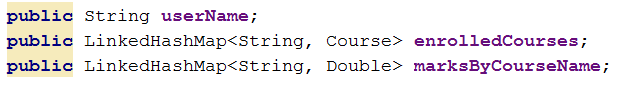 public String userName;
public LinkedHashMap<String, Course> enrolledCourses;
public LinkedHashMap<String, Double> marksByCourseName;